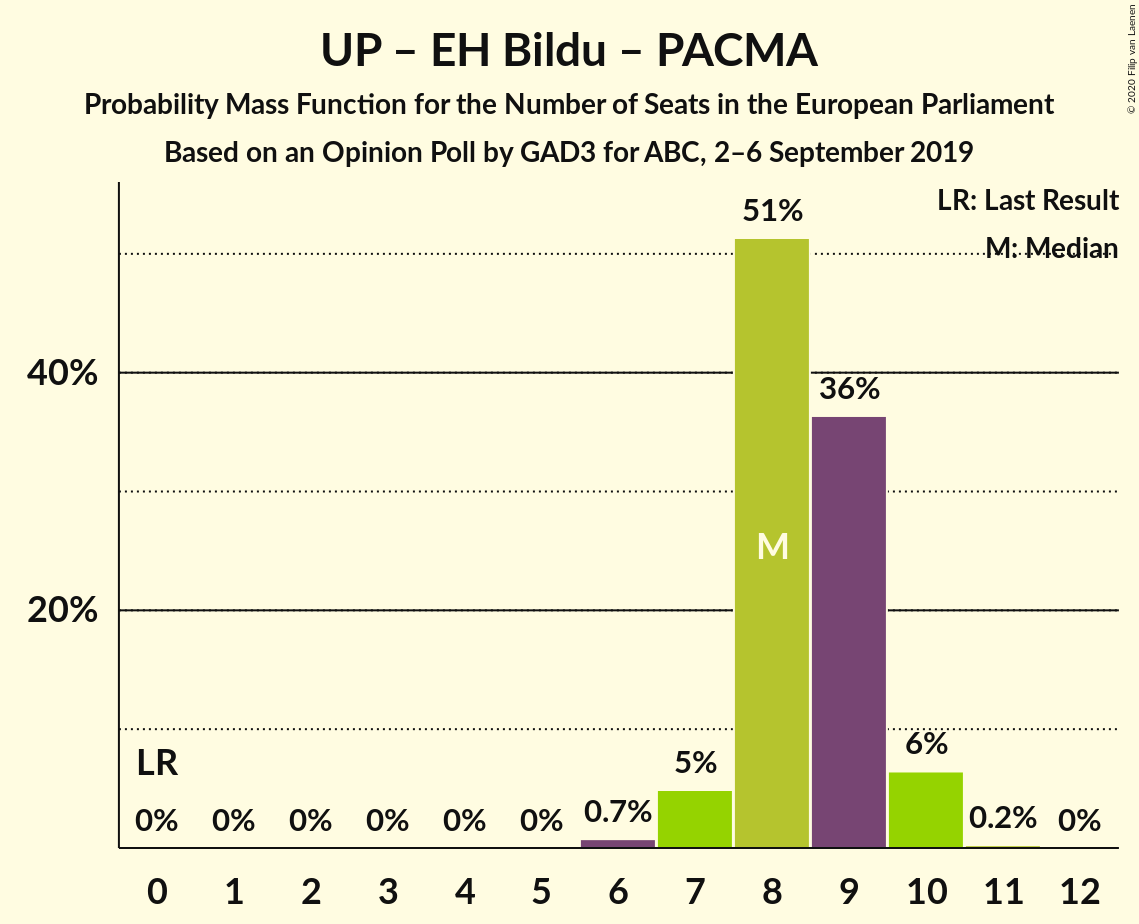 UP – EH Bildu – PACMA
Probability Mass Function for the Number of Seats in the European Parliament
Based on an Opinion Poll by GAD3 for ABC, 2–6 September 2019
© 2020 Filip van Laenen
LR: Last Result
M: Median
51%
40%
36%
M
20%
LR
6%
5%
0% 0% 0% 0% 0% 0% 0.7% 0.2% 0%
0 1 2 3 4 5 6 7 8 9 10 11 12